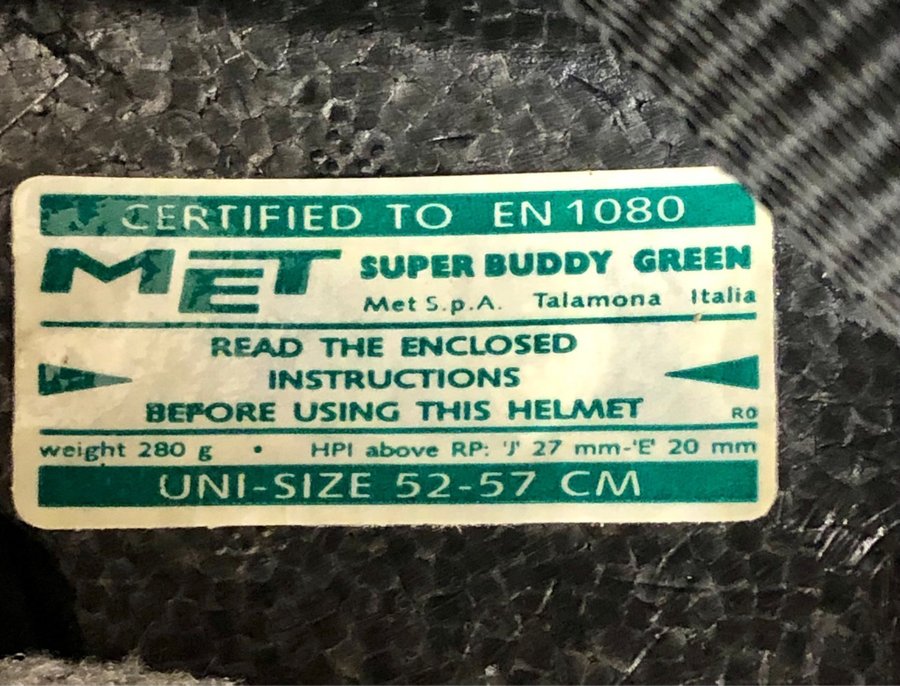 CERTIFIED TO EN 1080
MET SUPER BUDDY GREEN
Met S.p.A. Talamona Italia
READ THE ENCLOSED
INSTRUCTIONS
BEFORE USING THIS HELMET R0
weight 280 g • HPI above RP: 'J' 27 mm-'E' 20 mm
UNI-SIZE 52-57 CM